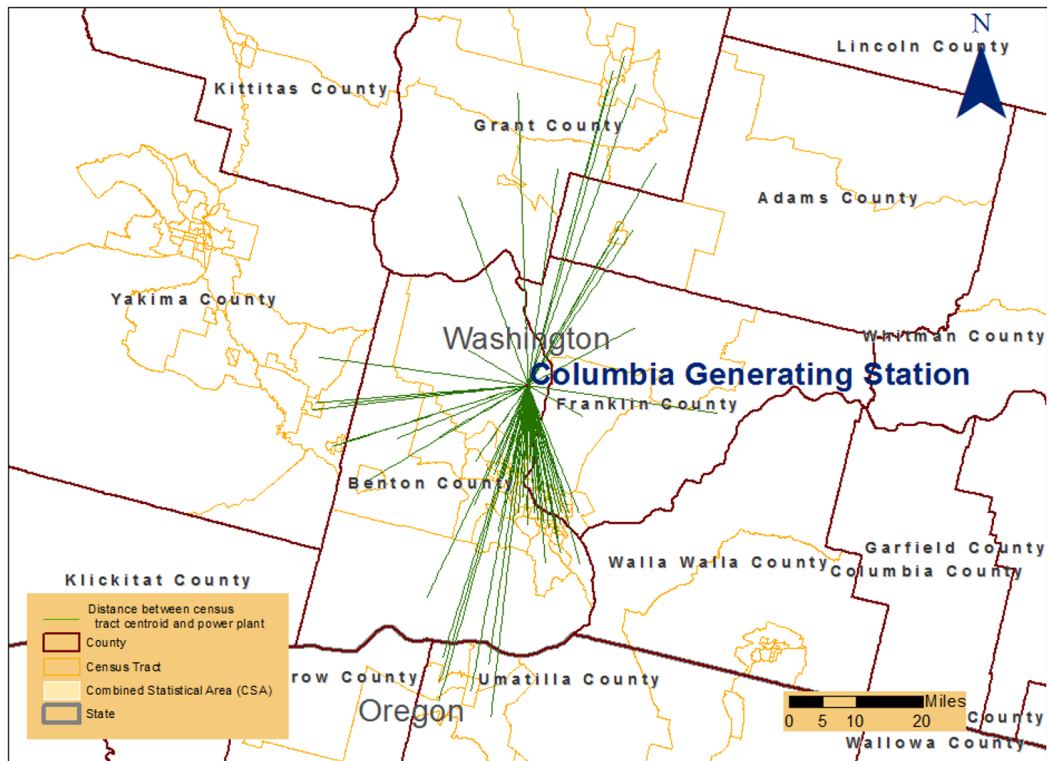 N
Lincoln County
Kittitas County
Grant County
Adams County
Yakima County
Washington
Whitman County
Columbia Generating Station
Franklin County
Benton County
Garfield County
Walla Walla County
Columbia County
Klickitat County
Distance between census
tract centroid and power plant
County
Census Tract
Combined Statistical Area (CSA)
State
row County
Umatilla County
Oregon
Miles
0 5 10 20
County
Wallowa County